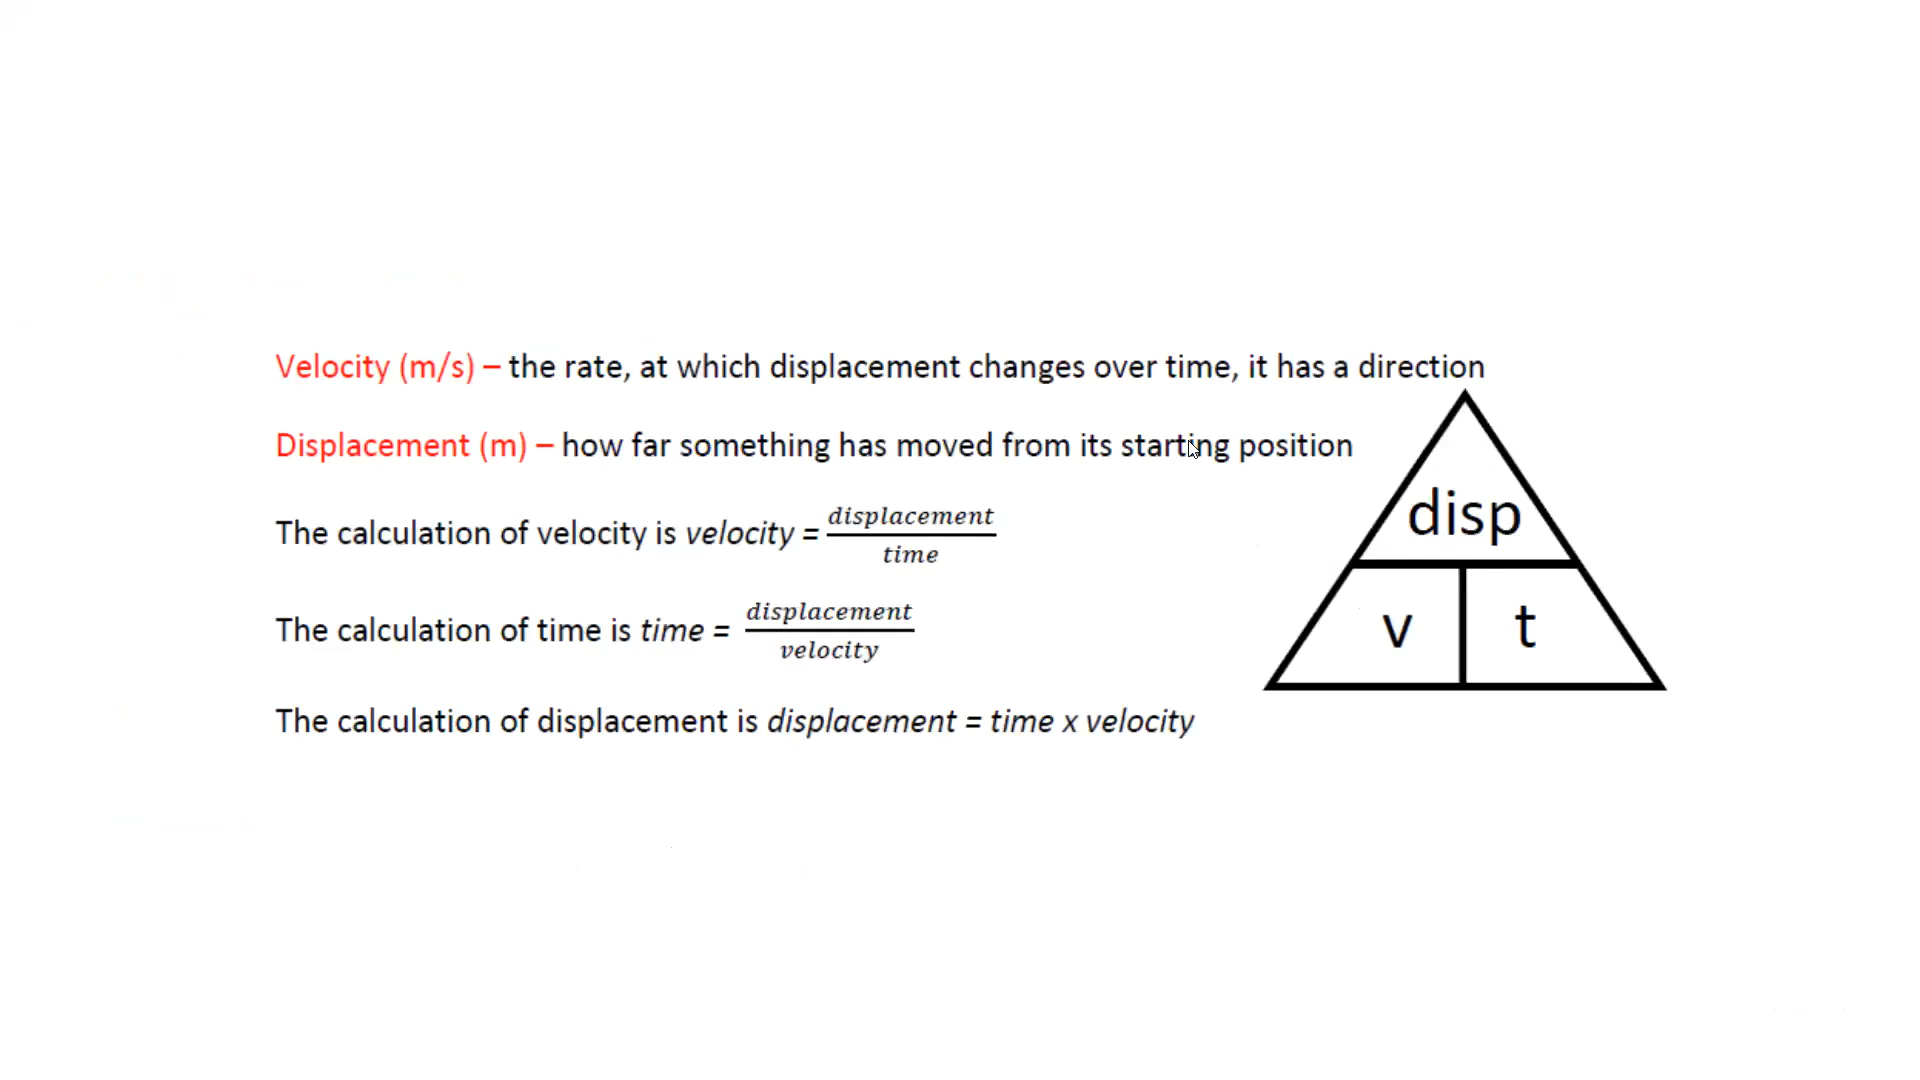 Velocity (m/s) – the rate, at which displacement changes over time, it has a direction
Displacement (m) – how far something has moved from its starting position
The calculation of velocity is velocity = displacement / time
The calculation of time is time = displacement / velocity
The calculation of displacement is displacement = time x velocity
disp
v t